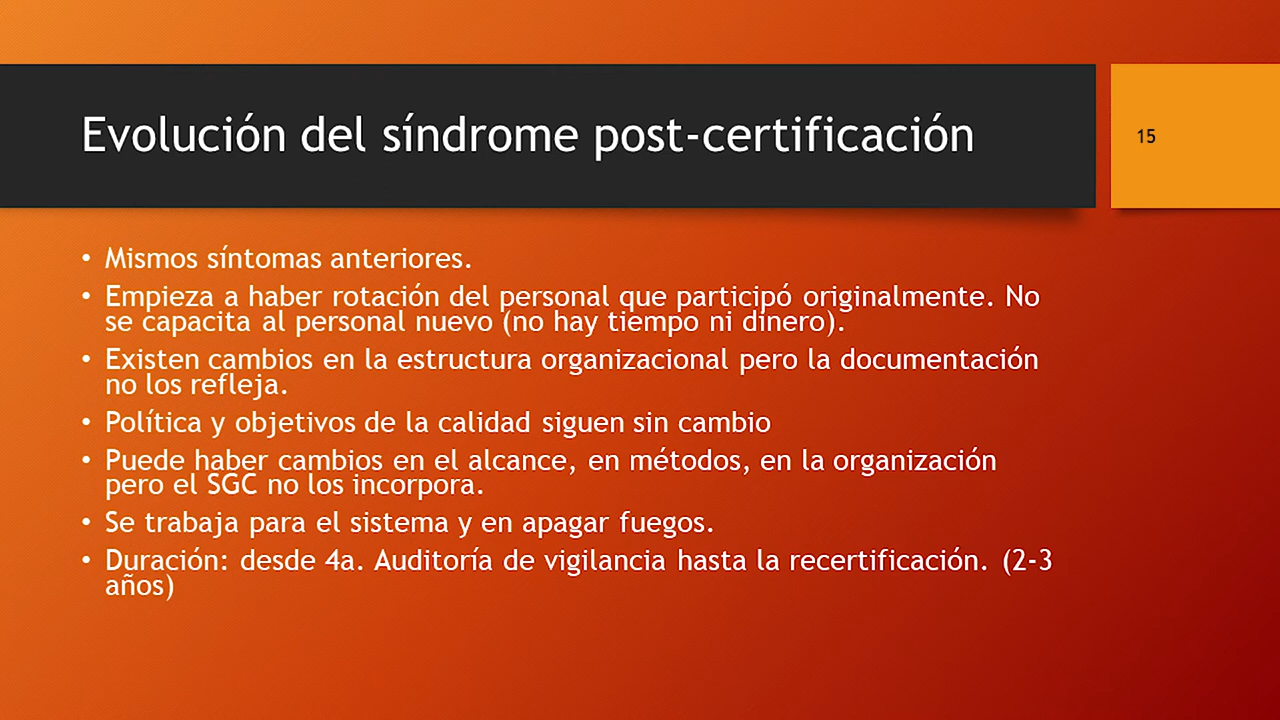 Evolución del síndrome post-certificación
15
• Mismos síntomas anteriores.
• Empieza a haber rotación del personal que participó originalmente. No
se capacita al personal nuevo (no hay tiempo ni dinero).
• Existen cambios en la estructura organizacional pero la documentación
no los refleja.
• Política y objetivos de la calidad siguen sin cambio
• Puede haber cambios en el alcance, en métodos, en la organización
pero el SGC no los incorpora.
• Se trabaja para el sistema y en apagar fuegos.
• Duración: desde 4a. Auditoría de vigilancia hasta la recertificación. (2-3
años)